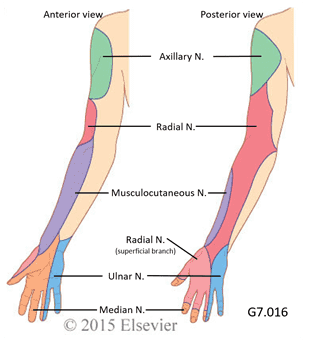 Anterior view
Posterior view
Axillary N.
Radial N.
Musculocutaneous N.
Radial N.
(superficial branch)
Ulnar N.
Median N.
G7.016
© 2015 Elsevier